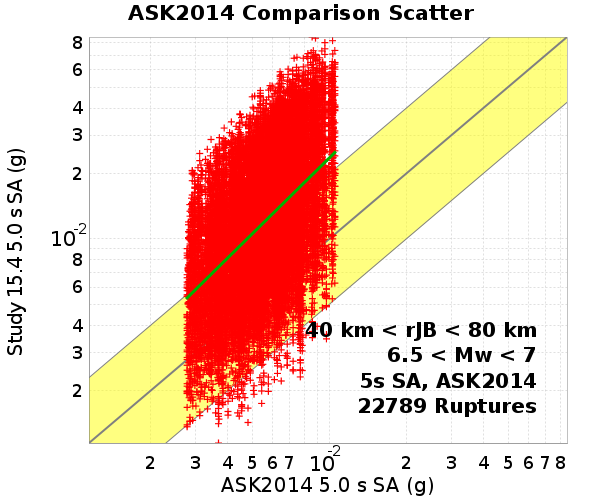 ASK2014 Comparison Scatter
Study 15.4 5.0 s SA (g)
8
6
4
3
2
10-2
8
6
4
3
2
40 km < rJB < 80 km
6.5 < Mw < 7
5s SA, ASK2014
22789 Ruptures
2 3 4 5 6 7 10-2 2 3 4 5 6 7 8
ASK2014 5.0 s SA (g)